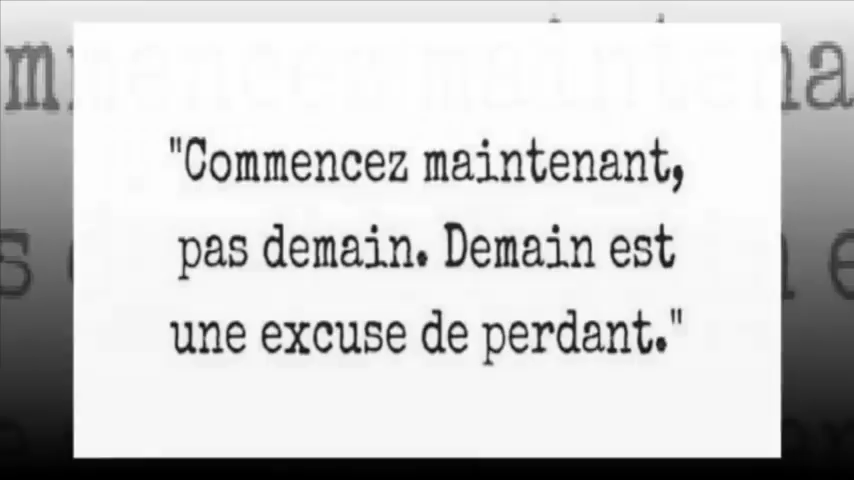 "Commencez maintenant,
pas demain. Demain est
une excuse de perdant."